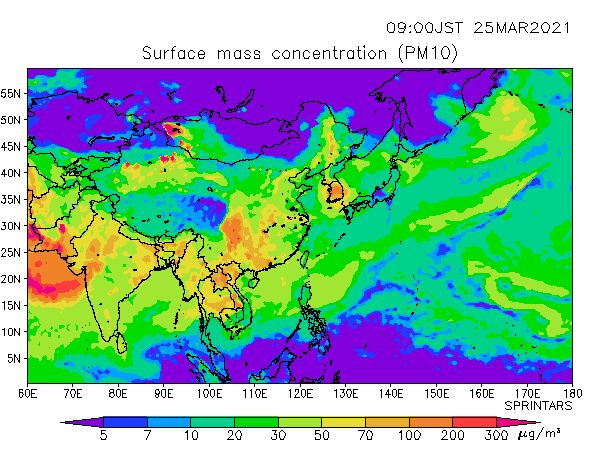 09:00JST 25MAR2021
Surface mass concentration (PM10)
55N
50N
45N
40N
35N
30N
25N
20N
15N
10N
5N
60E 70E 80E 90E 100E 110E 120E 130E 140E 150E 160E 170E 180
SPRINTARS
5 7 10 20 30 50 70 100 200 300 μg/m³